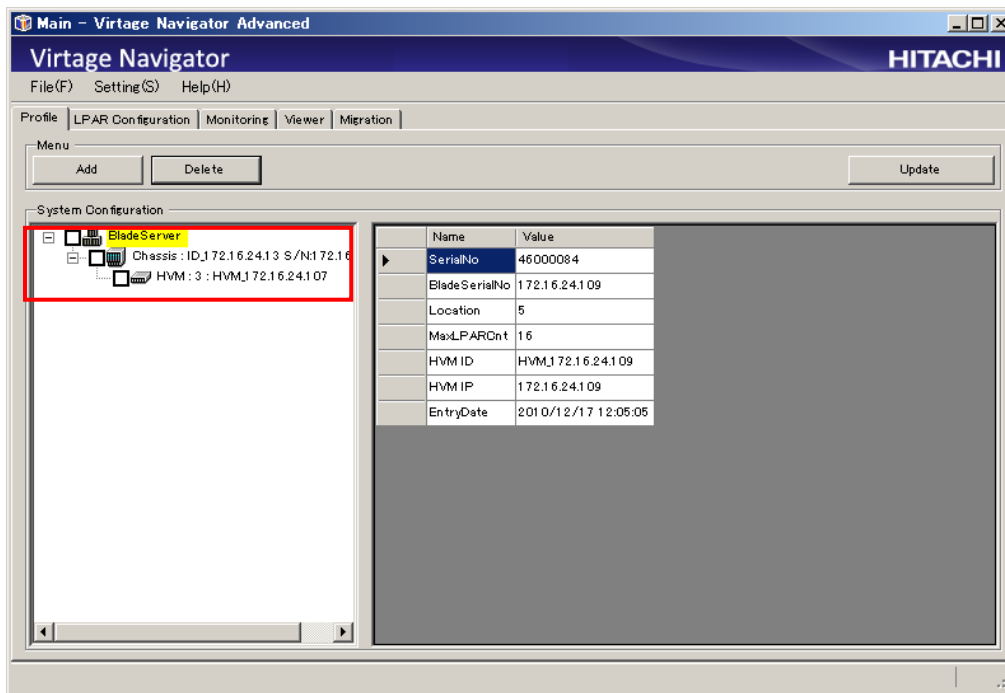 Main - Virtage Navigator Advanced
Virtage Navigator
HITACHI
File(F) Setting(S) Help(H)
Profile LPAR Configuration Monitoring Viewer Migration
Menu
Add Delete Update
System Configuration
BladeServer
Chassis : ID_172.16.24.13 S/N:172.16
HVM : 3 : HVM_172.16.24.107
Name Value
SerialNo 46000084
BladeSerialNo 172.16.24.109
Location 5
MaxLPARCnt 16
HVM ID HVM_172.16.24.109
HVM IP 172.16.24.109
EntryDate 2010/12/17 12:05:05